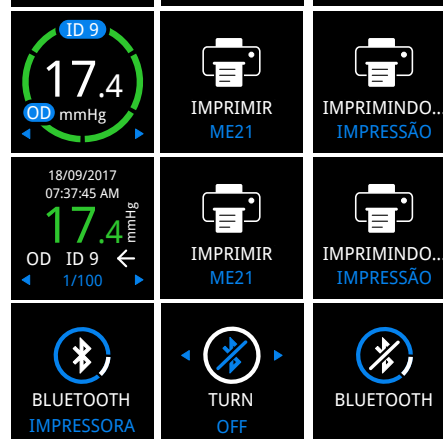 ID 9
17.4
OD mmHg
IMPRIMIR
ME21
IMPRIMINDO...
IMPRESSÃO
18/09/2017
07:37:45 AM
17.4 mmHg
OD ID 9
1/100
IMPRIMIR
ME21
IMPRIMINDO...
IMPRESSÃO
BLUETOOTH
IMPRESSORA
TURN
OFF
BLUETOOTH